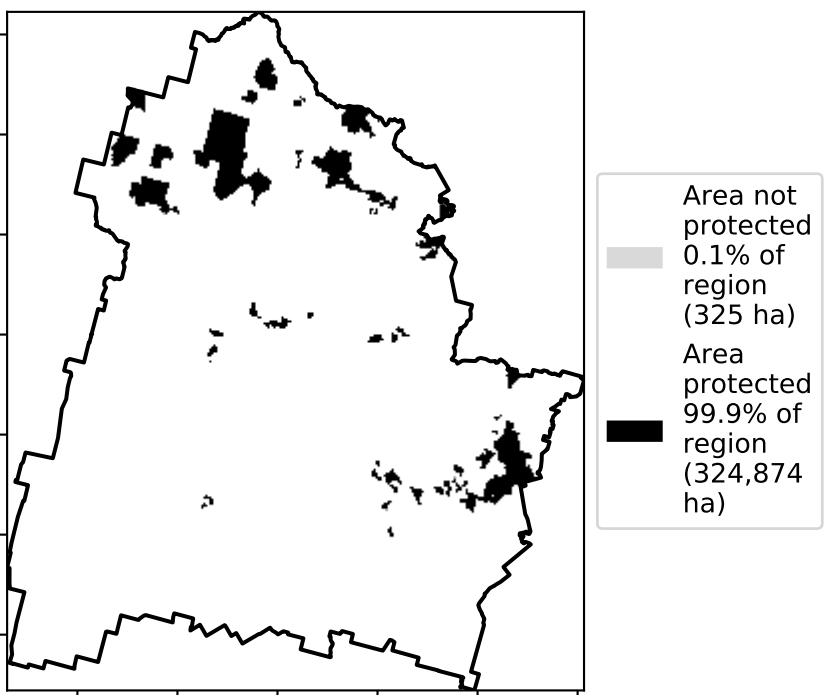 Area not
protected
0.1% of
region
(325 ha)
Area
protected
99.9% of
region
(324,874
ha)